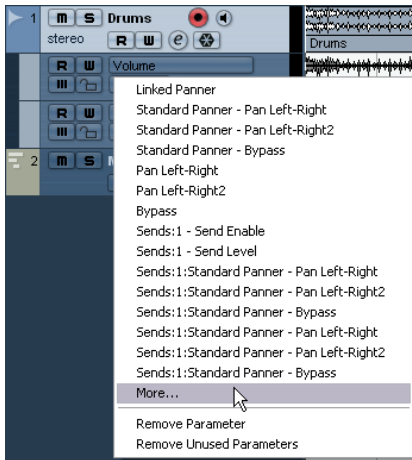 1 M S Drums
stereo R W e
Drums
R W Volume
R W
2 M S M
Linked Panner
Standard Panner - Pan Left-Right
Standard Panner - Pan Left-Right2
Standard Panner - Bypass
Pan Left-Right
Pan Left-Right2
Bypass
Sends:1 - Send Enable
Sends:1 - Send Level
Sends:1:Standard Panner - Pan Left-Right
Sends:1:Standard Panner - Pan Left-Right2
Sends:1:Standard Panner - Bypass
Sends:1:Standard Panner - Pan Left-Right
Sends:1:Standard Panner - Pan Left-Right2
Sends:1:Standard Panner - Bypass
More...
Remove Parameter
Remove Unused Parameters